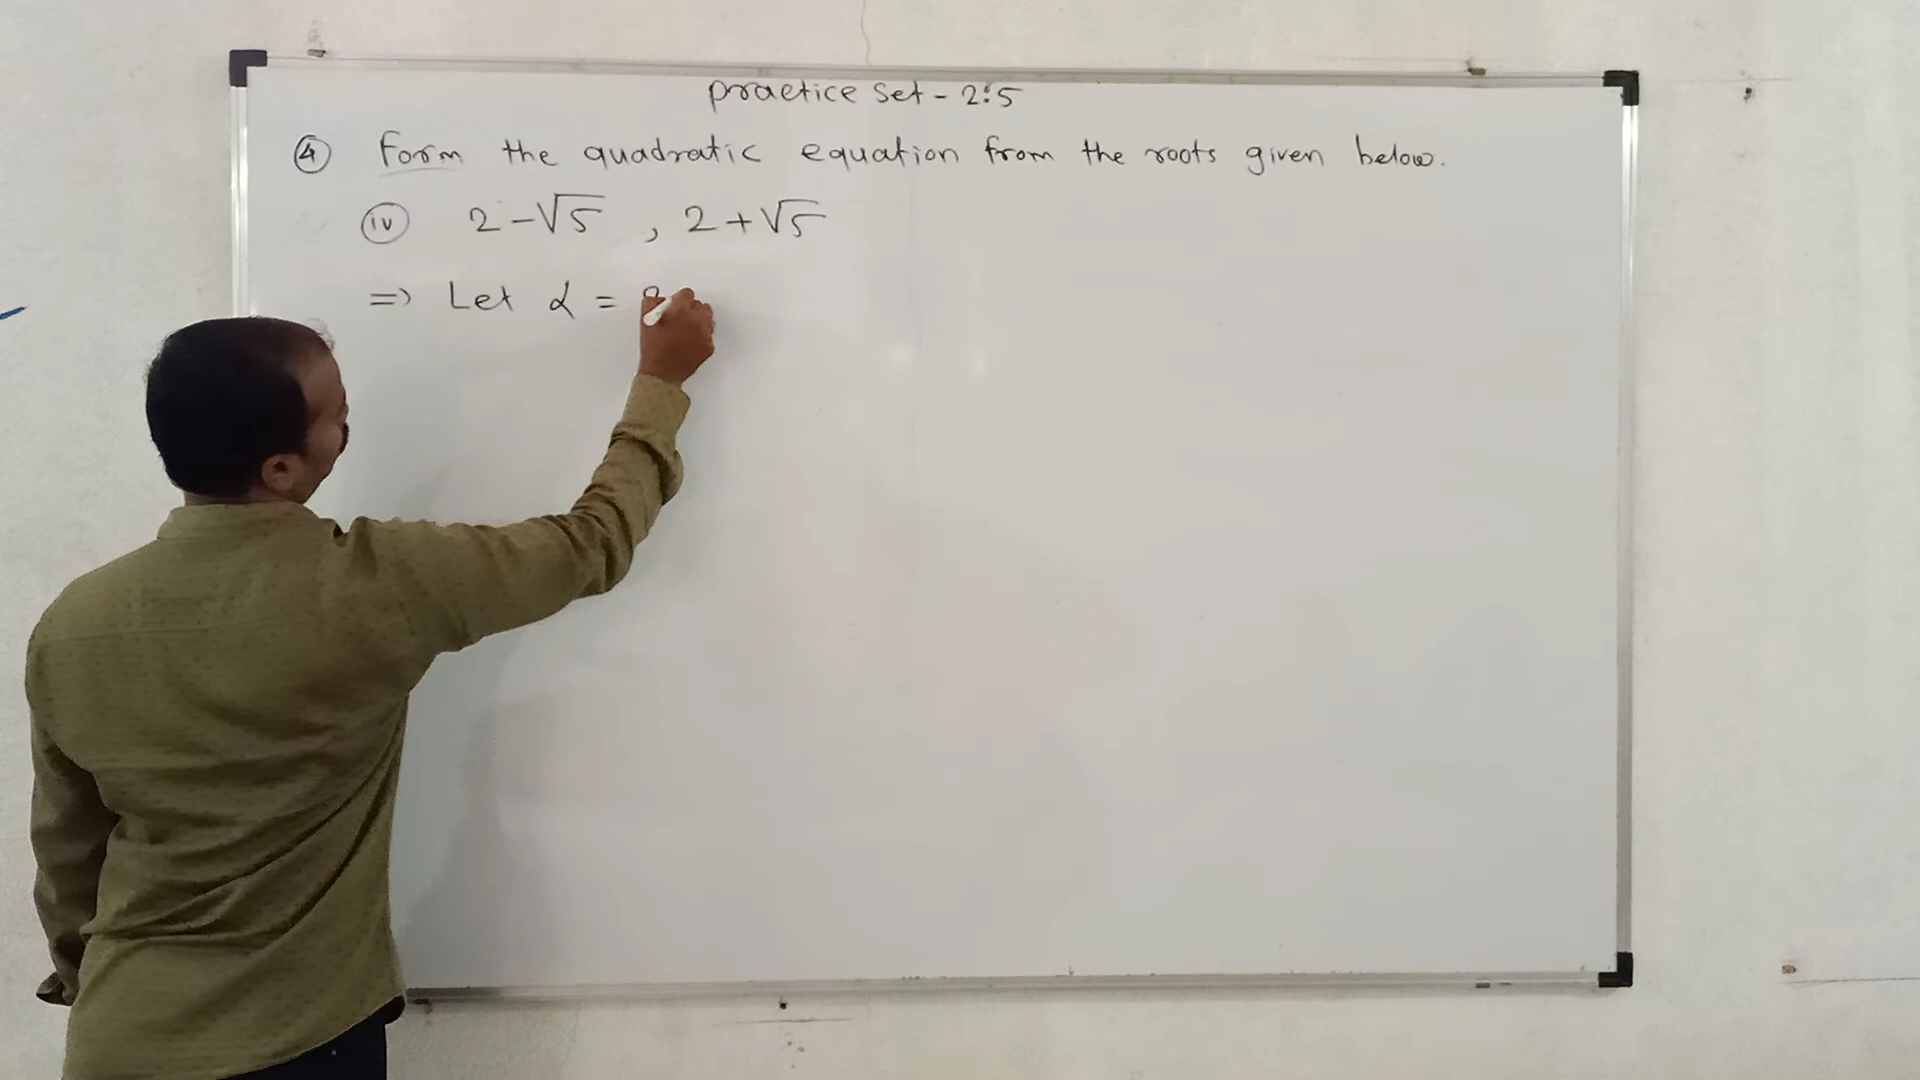 practice Set - 2.5
④ Form the quadratic equation from the roots given below.
(iv) 2 - √5 , 2 + √5
=> Let α =